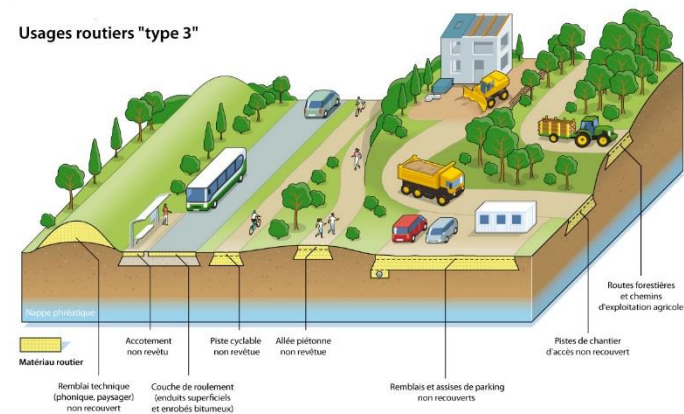 Usages routiers "type 3"
Nappe phréatique
Matériau routier
Remblai technique
(phonique, paysager)
non recouvert
Accotement
non revêtu
Couche de roulement
(enduits superficiels
et enrobés bitumeux)
Piste cyclable
non revêtue
Allée piétonne
non revêtue
Remblais et assises de parking
non recouverts
Pistes de chantier
d'accès non recouvert
Routes forestières
et chemins
d'exploitation agricole